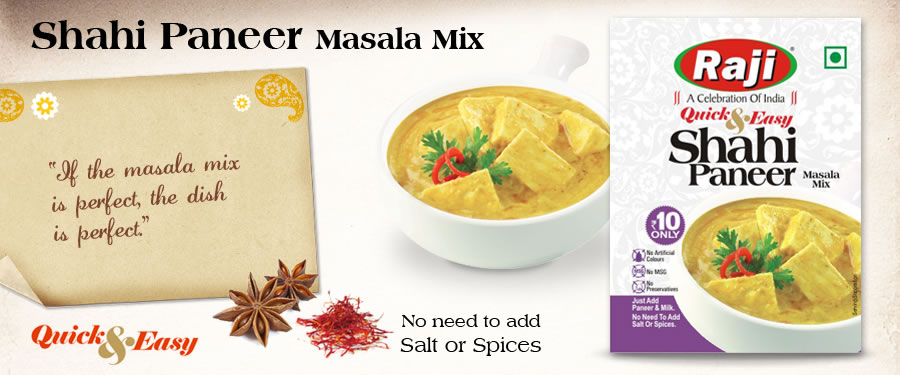 Shahi Paneer Masala Mix
"If the masala mix
is perfect, the dish
is perfect."
Quick&Easy
No need to add
Salt or Spices
Raji
A Celebration Of India
Quick&Easy
Shahi
Paneer Masala
Mix
₹10
ONLY
No Artificial
Colours
MSG
No MSG
No
Preservatives
Just Add
Paneer & Milk.
No Need To Add
Salt Or Spices.